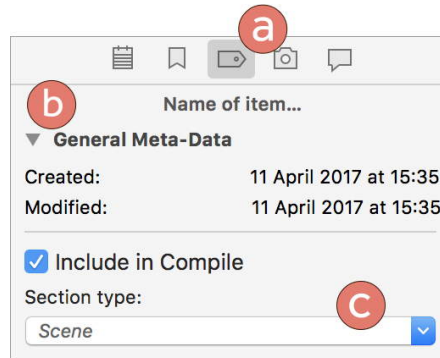 a
b
Name of item...
General Meta-Data
Created: 11 April 2017 at 15:35
Modified: 11 April 2017 at 15:35
Include in Compile
Section type:
c
Scene